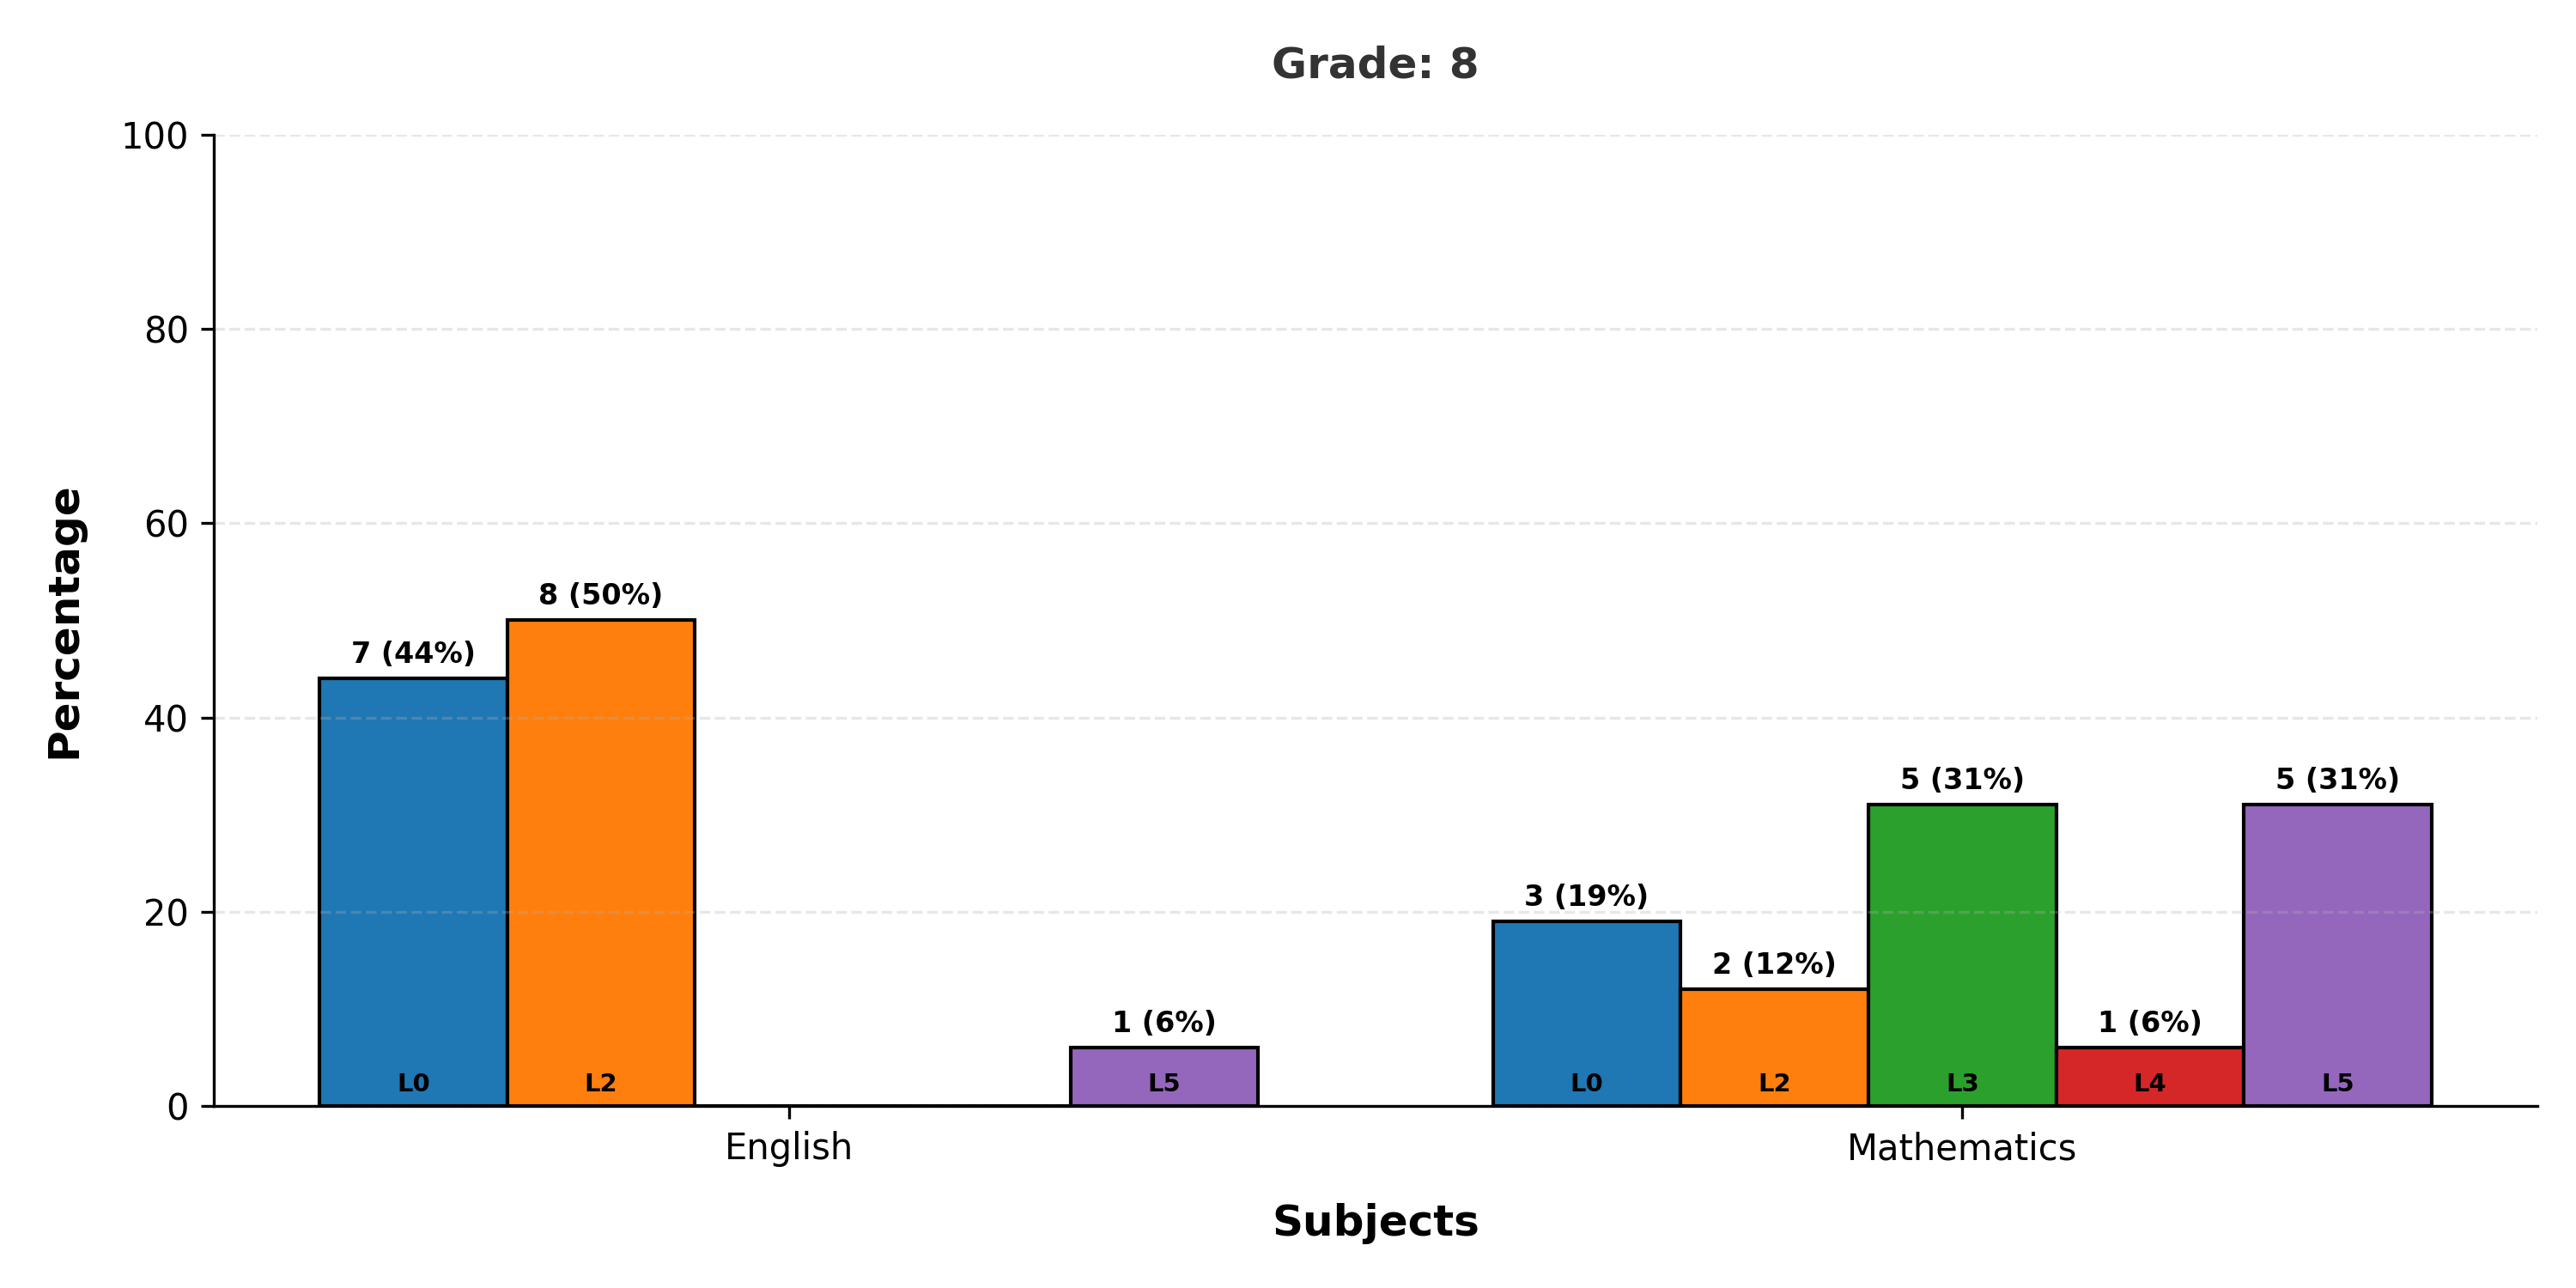 Grade: 8
100
80
60
40
20
0
Percentage
7 (44%)
8 (50%)
1 (6%)
3 (19%)
2 (12%)
5 (31%)
1 (6%)
5 (31%)
L0
L2
L5
L0
L2
L3
L4
L5
English
Mathematics
Subjects